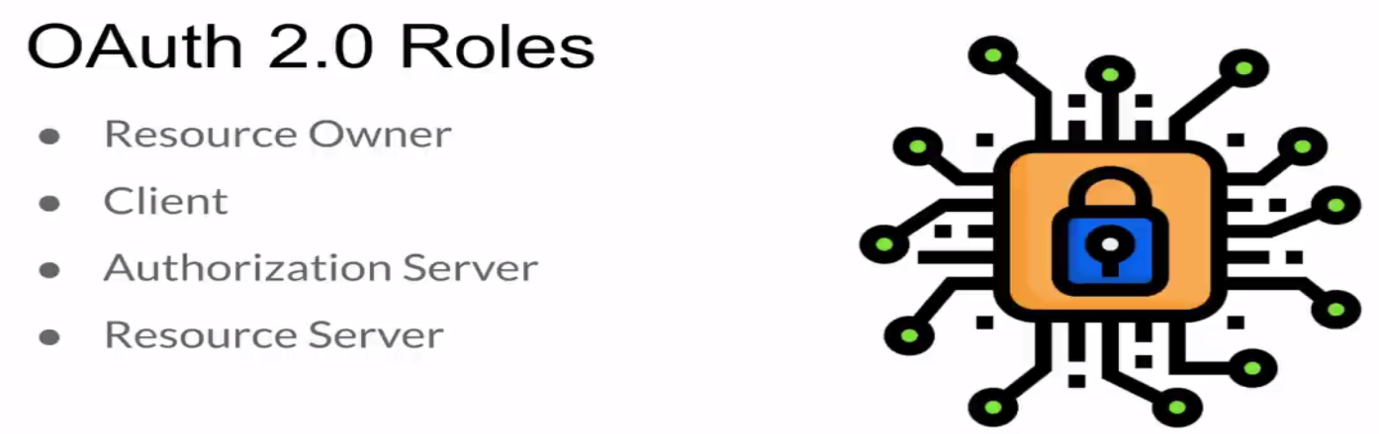 OAuth 2.0 Roles
● Resource Owner
● Client
● Authorization Server
● Resource Server